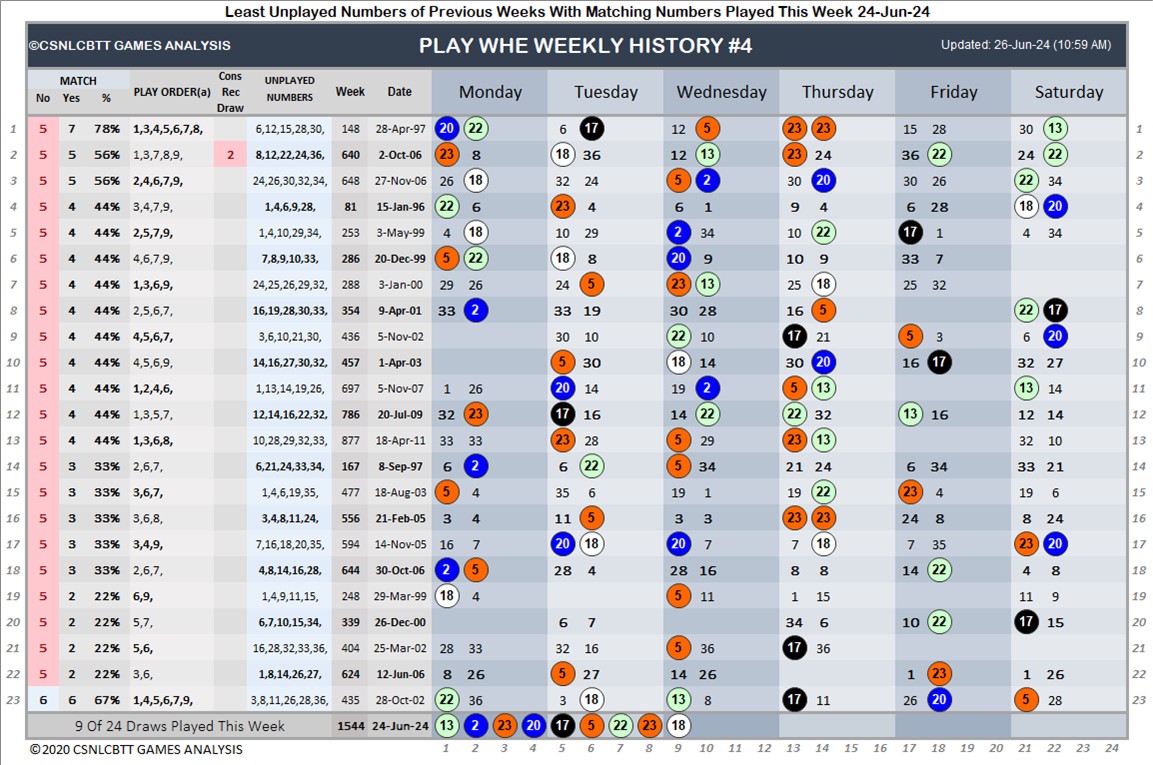 Least Unplayed Numbers of Previous Weeks With Matching Numbers Played This Week 24-Jun-24
©CSNLCBTT GAMES ANALYSIS PLAY WHE WEEKLY HISTORY #4 Updated: 26-Jun-24 (10:59 AM)
MATCH No Yes % PLAY ORDER(a) Cons Rec Draw UNPLAYED NUMBERS Week Date Monday Tuesday Wednesday Thursday Friday Saturday
1 5 7 78% 1,3,4,5,6,7,8, 6,12,15,28,30, 148 28-Apr-97 20 22 6 17 12 5 23 23 15 28 30 13 1
2 5 5 56% 1,3,7,8,9, 2 8,12,22,24,36, 640 2-Oct-06 23 8 18 36 12 13 23 24 36 22 24 22 2
3 5 5 56% 2,4,6,7,9, 24,26,30,32,34, 648 27-Nov-06 26 18 32 24 5 2 30 20 30 26 22 34 3
4 5 4 44% 3,4,7,9, 1,4,6,9,28, 81 15-Jan-96 22 6 23 4 6 1 9 4 6 28 18 20 4
5 5 4 44% 2,5,7,9, 1,4,10,29,34, 253 3-May-99 4 18 10 29 2 34 10 22 17 1 4 34 5
6 5 4 44% 4,6,7,9, 7,8,9,10,33, 286 20-Dec-99 5 22 18 8 20 9 10 9 33 7 6
7 5 4 44% 1,3,6,9, 24,25,26,29,32, 288 3-Jan-00 29 26 24 5 23 13 25 18 25 32 7
8 5 4 44% 2,5,6,7, 16,19,28,30,33, 354 9-Apr-01 33 2 33 19 30 28 16 5 22 17 8
9 5 4 44% 4,5,6,7, 3,6,10,21,30, 436 5-Nov-02 30 10 22 10 17 21 5 3 6 20 9
10 5 4 44% 4,5,6,9, 14,16,27,30,32, 457 1-Apr-03 5 30 18 14 30 20 16 17 32 27 10
11 5 4 44% 1,2,4,6, 1,13,14,19,26, 697 5-Nov-07 1 26 20 14 19 2 5 13 13 14 11
12 5 4 44% 1,3,5,7, 12,14,16,22,32, 786 20-Jul-09 32 23 17 16 14 22 22 32 13 16 12 14 12
13 5 4 44% 1,3,6,8, 10,28,29,32,33, 877 18-Apr-11 33 33 23 28 5 29 23 13 32 10 13
14 5 3 33% 2,6,7, 6,21,24,33,34, 167 8-Sep-97 6 2 6 22 5 34 21 24 6 34 33 21 14
15 5 3 33% 3,6,7, 1,4,6,19,35, 477 18-Aug-03 5 4 35 6 19 1 19 22 23 4 19 6 15
16 5 3 33% 3,6,8, 3,4,8,11,24, 556 21-Feb-05 3 4 11 5 3 3 23 23 24 8 8 24 16
17 5 3 33% 3,4,9, 7,16,18,20,35, 594 14-Nov-05 16 7 20 18 20 7 7 18 7 35 23 20 17
18 5 3 33% 2,6,7, 4,8,14,16,28, 644 30-Oct-06 2 5 28 4 28 16 8 8 14 22 4 8 18
19 5 2 22% 6,9, 1,4,9,11,15, 248 29-Mar-99 18 4 5 11 1 15 11 9 19
20 5 2 22% 5,7, 6,7,10,15,34, 339 26-Dec-00 6 7 34 6 10 22 17 15 20
21 5 2 22% 5,6, 16,28,32,33,36, 404 25-Mar-02 28 33 32 16 5 36 17 36 21
22 5 2 22% 3,6, 1,8,14,26,27, 624 12-Jun-06 8 26 5 27 14 26 1 23 1 26 22
23 6 6 67% 1,4,5,6,7,9, 3,8,11,26,28,36, 435 28-Oct-02 22 36 3 18 13 8 17 11 26 20 5 28 23
9 Of 24 Draws Played This Week 1544 24-Jun-24 13 2 23 20 17 5 22 23 18
© 2020 CSNLCBTT GAMES ANALYSIS 1 2 3 4 5 6 7 8 9 10 11 12 13 14 15 16 17 18 19 20 21 22 23 24